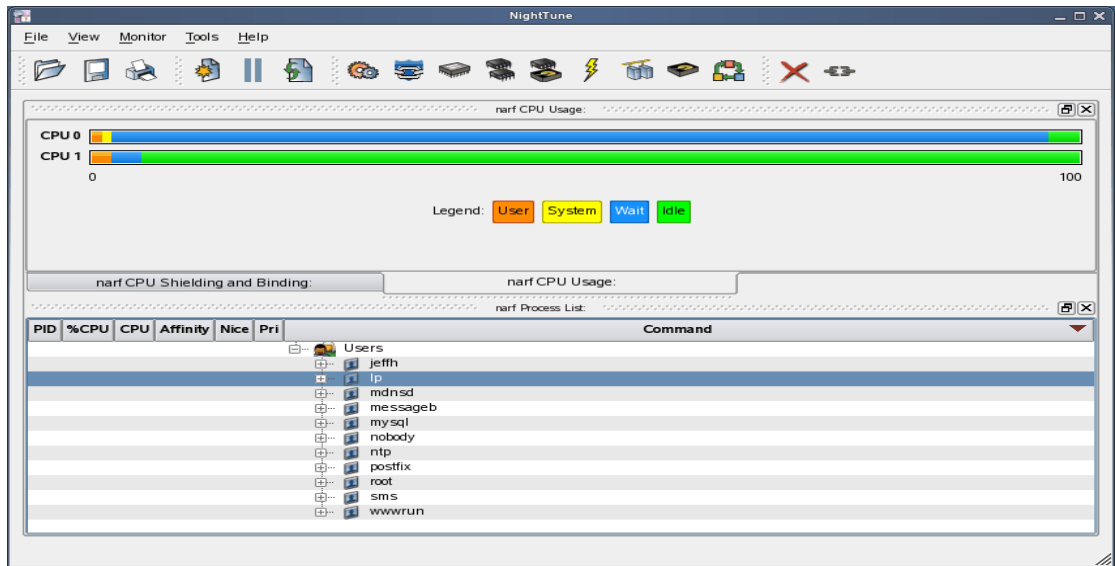 NightTune
File View Monitor Tools Help
narf CPU Usage:
CPU 0
CPU 1
0 100
Legend: User System Wait Idle
narf CPU Shielding and Binding: narf CPU Usage:
narf Process List:
PID %CPU CPU Affinity Nice Pri Command
Users
jeffh
lp
mdnsd
messageb
mysql
nobody
ntp
postfix
root
sms
wwwrun